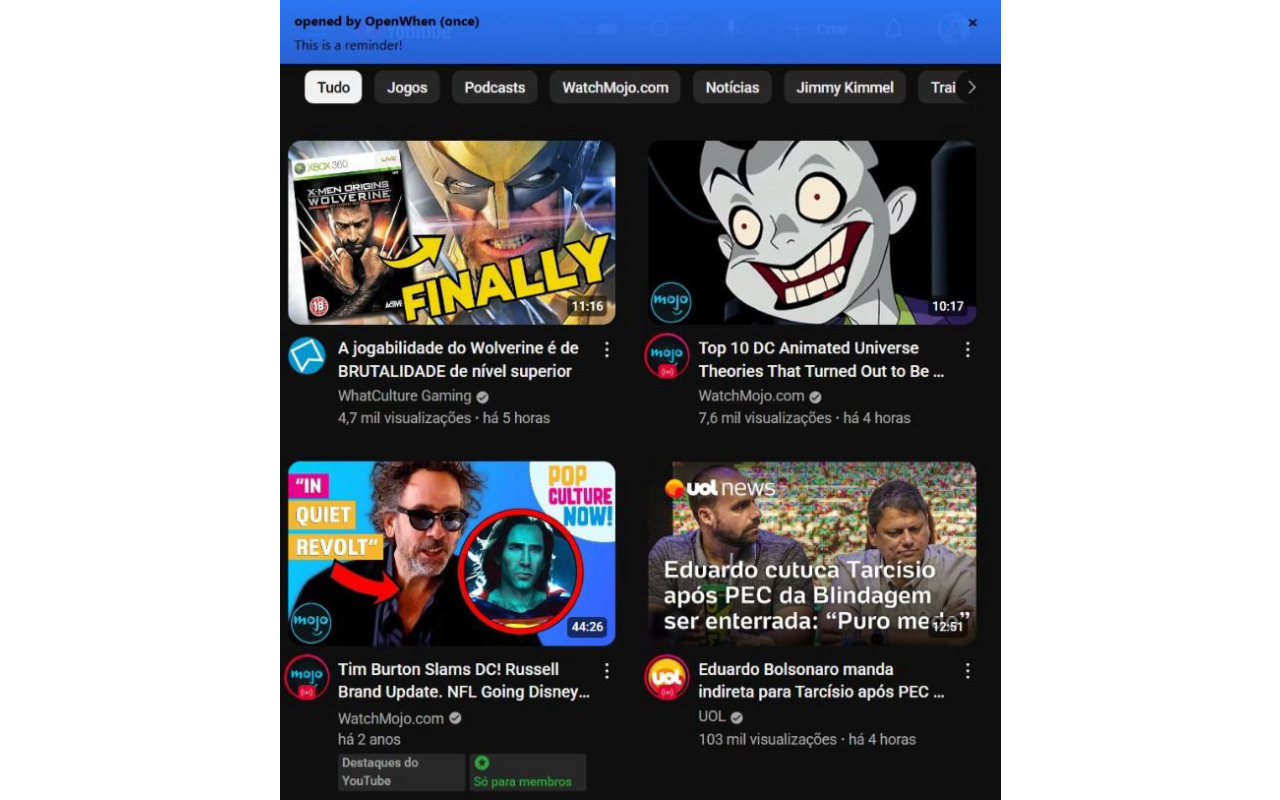 opened by OpenWhen (once)
This is a reminder!
Criar
Tudo
Jogos
Podcasts
WatchMojo.com
Notícias
Jimmy Kimmel
Trai
XBOX 360
LIVE
X-MEN ORIGINS
WOLVERINE
18
FINALLY
11:16
mojo
10:17
A jogabilidade do Wolverine é de
BRUTALIDADE de nível superior
WhatCulture Gaming
4,7 mil visualizações · há 5 horas
mojo
Top 10 DC Animated Universe
Theories That Turned Out to Be ...
WatchMojo.com
7,6 mil visualizações · há 4 horas
“IN
QUIET
REVOLT”
POP
CULTURE
NOW!
mojo
44:26
uol news
Eduardo cutuca Tarcísio
após PEC da Blindagem
ser enterrada: “Puro medo”
12:51
mojo
Tim Burton Slams DC! Russell
Brand Update. NFL Going Disney...
WatchMojo.com
há 2 anos
Destaques do
YouTube
Só para membros
uol
Eduardo Bolsonaro manda
indireta para Tarcísio após PEC ...
UOL
103 mil visualizações · há 4 horas